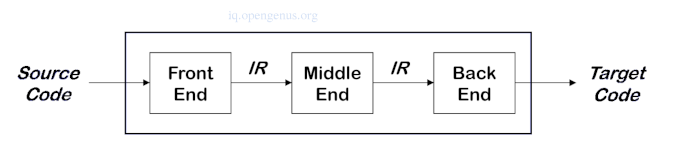 iq.opengenus.org
Source
Code
Front
End
IR
Middle
End
IR
Back
End
Target
Code